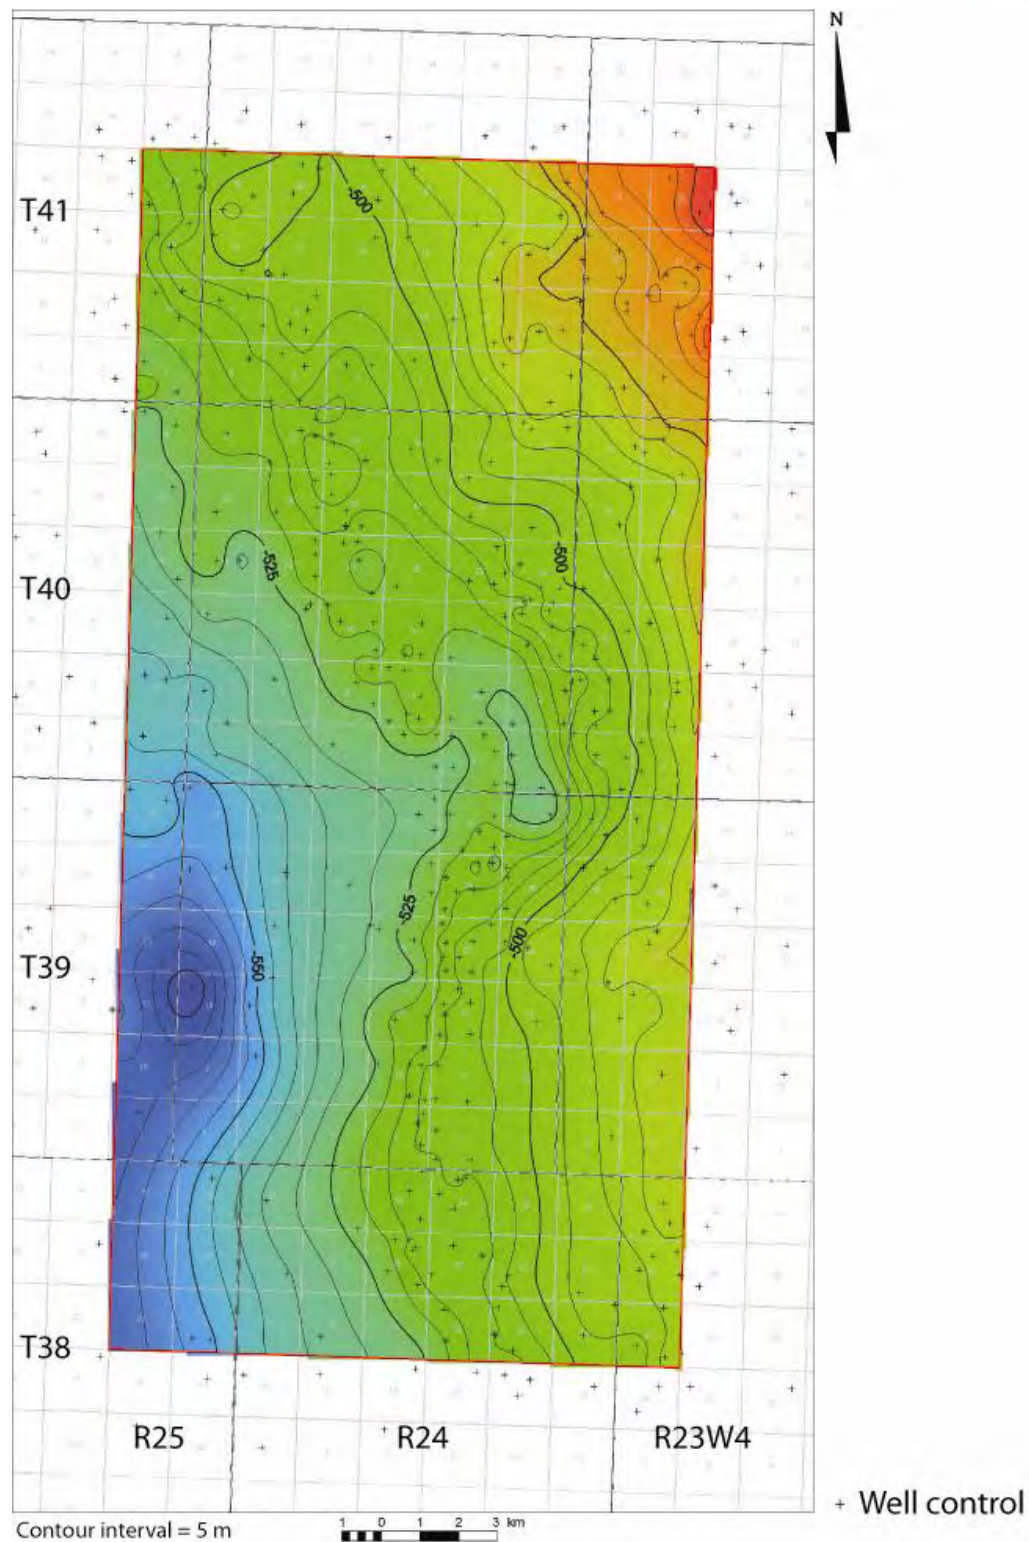 N
T41
-500
-500
T40
-525
-525
-500
T39
-550
T38
R25
R24
R23W4
+ Well control
Contour interval = 5 m
1 0 1 2 3 km